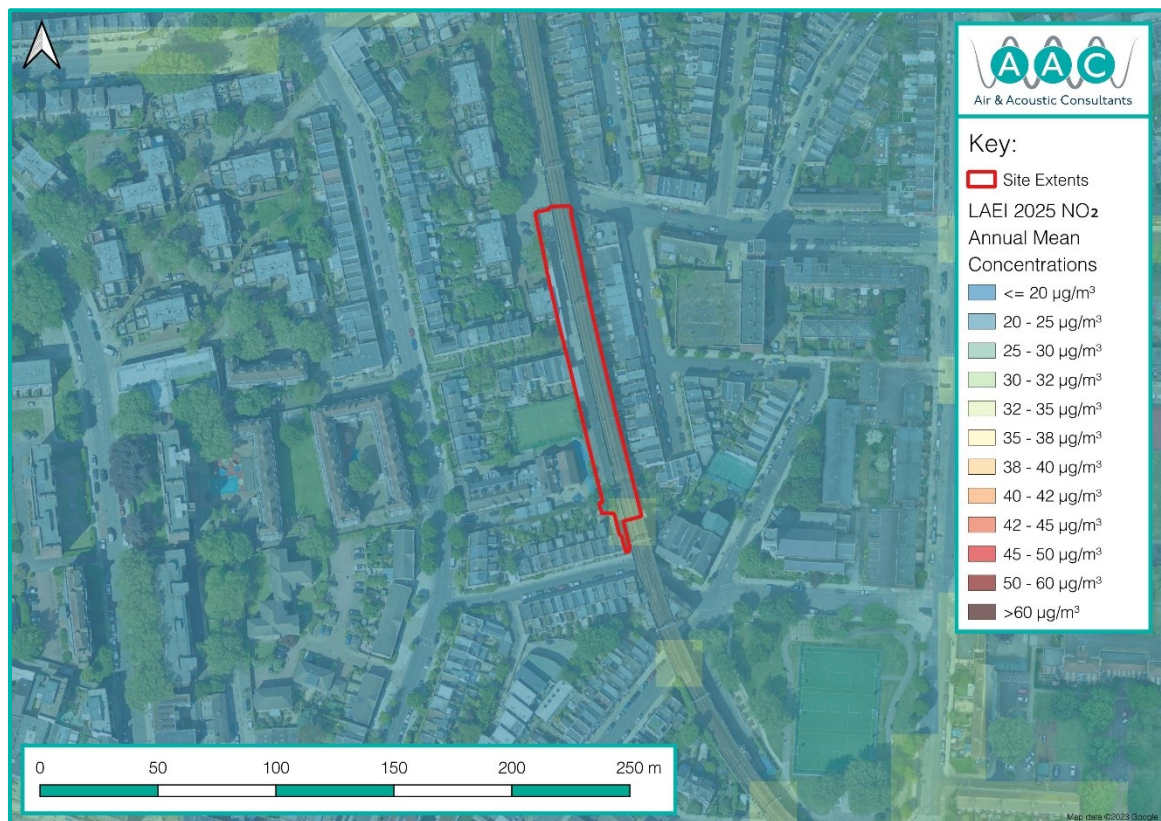 AAC
Air & Acoustic Consultants
Key:
Site Extents
LAEI 2025 NO₂
Annual Mean
Concentrations
<= 20 µg/m³
20 - 25 µg/m³
25 - 30 µg/m³
30 - 32 µg/m³
32 - 35 µg/m³
35 - 38 µg/m³
38 - 40 µg/m³
40 - 42 µg/m³
42 - 45 µg/m³
45 - 50 µg/m³
50 - 60 µg/m³
>60 µg/m³
0 50 100 150 200 250 m
Map data ©2023 Google